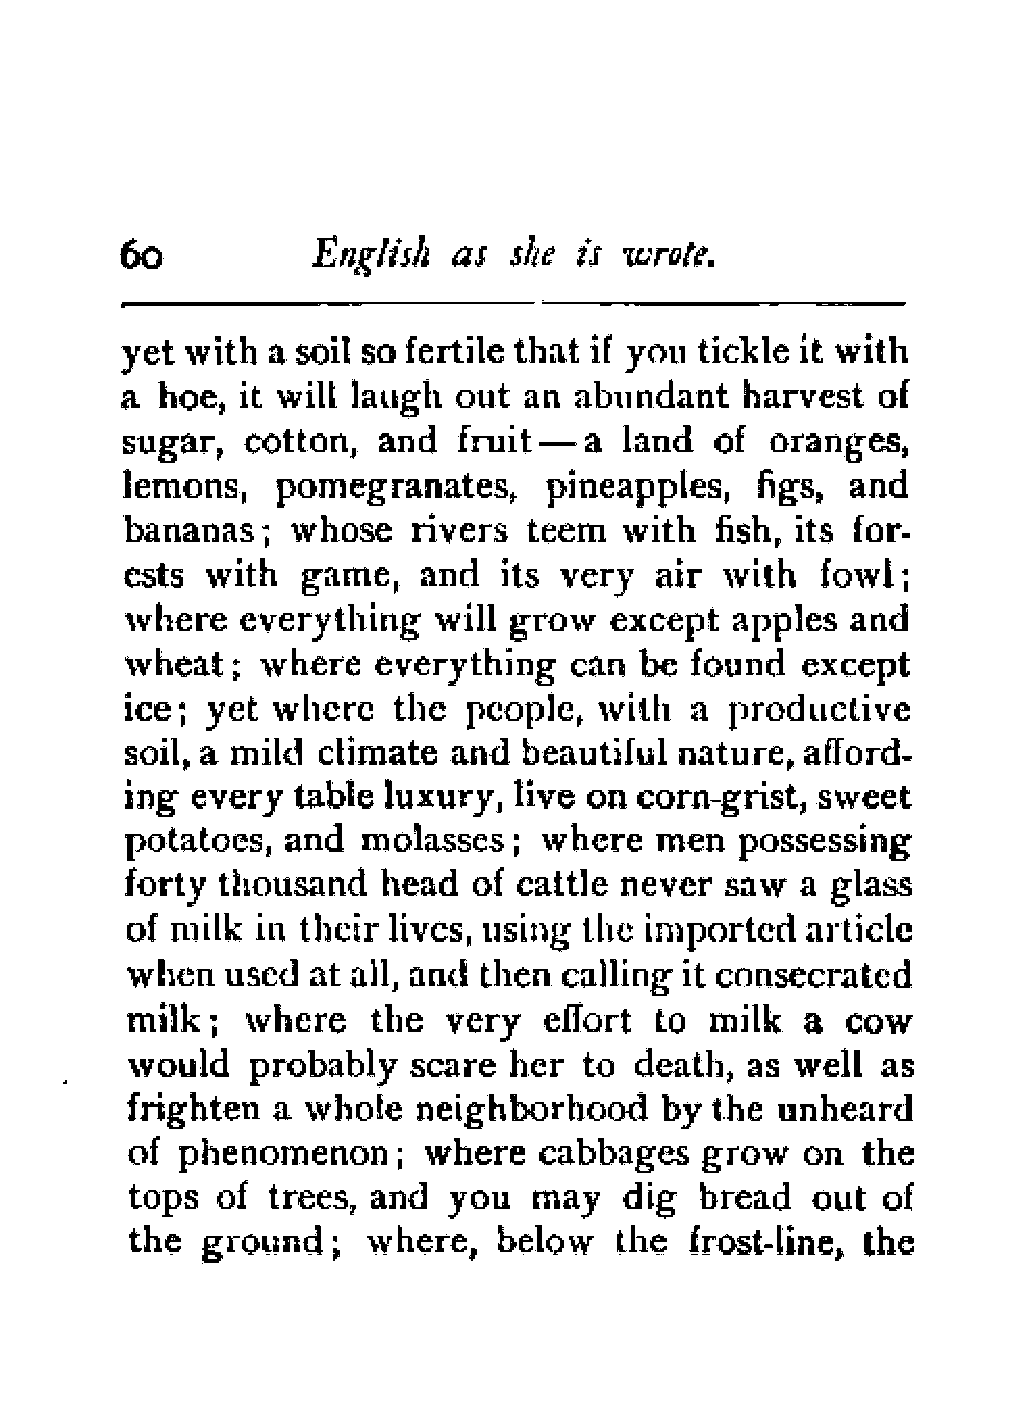 60 English as she is wrote.
yet with a soil so fertile that if you tickle it with
a hoe, it will laugh out an abundant harvest of
sugar, cotton, and fruit—a land of oranges,
lemons, pomegranates, pineapples, figs, and
bananas; whose rivers teem with fish, its for-
ests with game, and its very air with fowl;
where everything will grow except apples and
wheat; where everything can be found except
ice; yet where the people, with a productive
soil, a mild climate and beautiful nature, afford-
ing every table luxury, live on corn-grist, sweet
potatoes, and molasses; where men possessing
forty thousand head of cattle never saw a glass
of milk in their lives, using the imported article
when used at all, and then calling it consecrated
milk; where the very effort to milk a cow
would probably scare her to death, as well as
frighten a whole neighborhood by the unheard
of phenomenon; where cabbages grow on the
tops of trees, and you may dig bread out of
the ground; where, below the frost-line, the